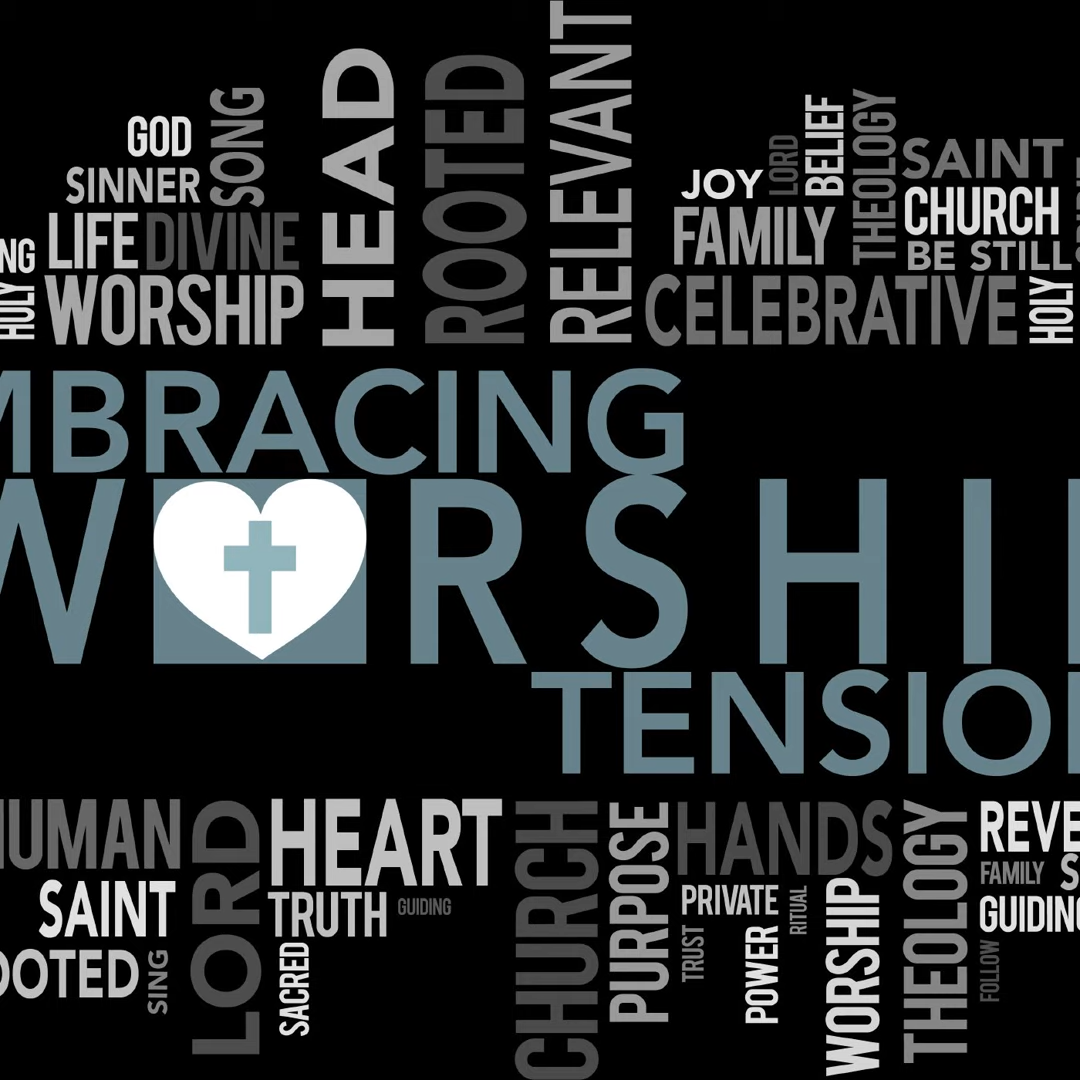 RELEVANT
HEAD
ROOTED
SONG
GOD
SINNER
LIFE DIVINE
NG
HOLY
WORSHIP
JOY
LORD
BELIEF
THEOLOGY
SAINT
CHURCH
FAMILY
BE STILL
CELEBRATIVE
HOLY
MBRACING
W RSHI
TENSIO
HUMAN
LORD
HEART
SAINT
TRUTH
GUIDING
OOTED
SING
SACRED
CHURCH
PURPOSE
HANDS
PRIVATE
RITUAL
TRUST
POWER
WORSHIP
THEOLOGY
REVE
FAMILY
S
GUIDING
FOLLOW